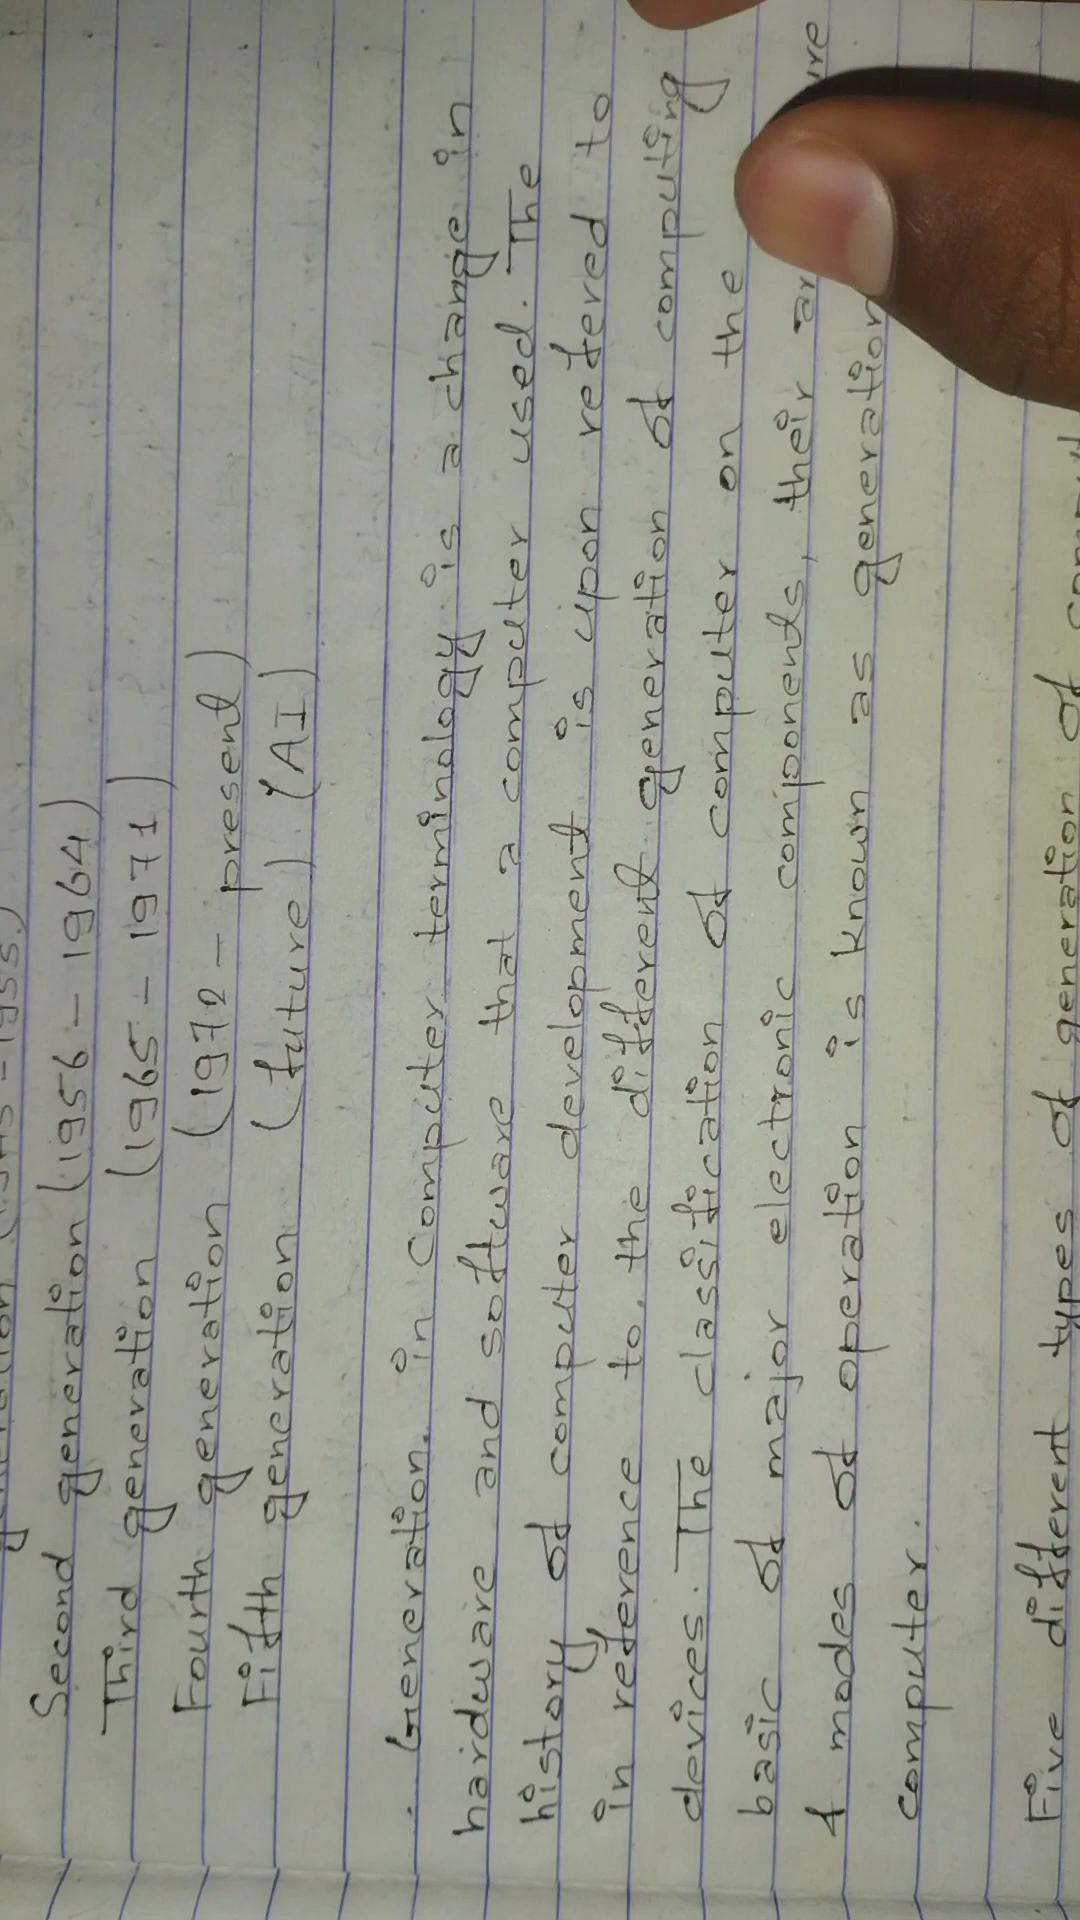 Second generation (1956 - 1964)
Third generation (1965 - 1971)
Fourth generation (1972 - present)
Fifth generation (future) (AI)
Generation in Computer terminology is a change in
hardware and software that a computer used. The
history of computer development is upon refered to
in reference to the different generation of computing
devices. The classification of computer on the
basic of major electronic components, their
& modes of operation is known as generation
computer.
Five different types of generation of